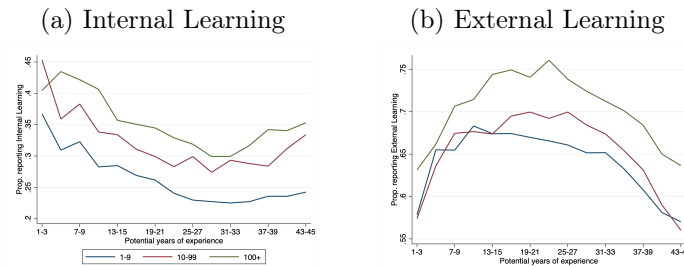 (a) Internal Learning
(b) External Learning
Prop. reporting Internal Learning
.45
.4
.35
.3
.25
.2
1-3 7-9 13-15 19-21 25-27 31-33 37-39 43-45
Potential years of experience
1-9 10-99 100+
Prop. reporting External Learning
.75
.7
.65
.6
.55
1-3 7-9 13-15 19-21 25-27 31-33 37-39 43-4
Potential years of experience